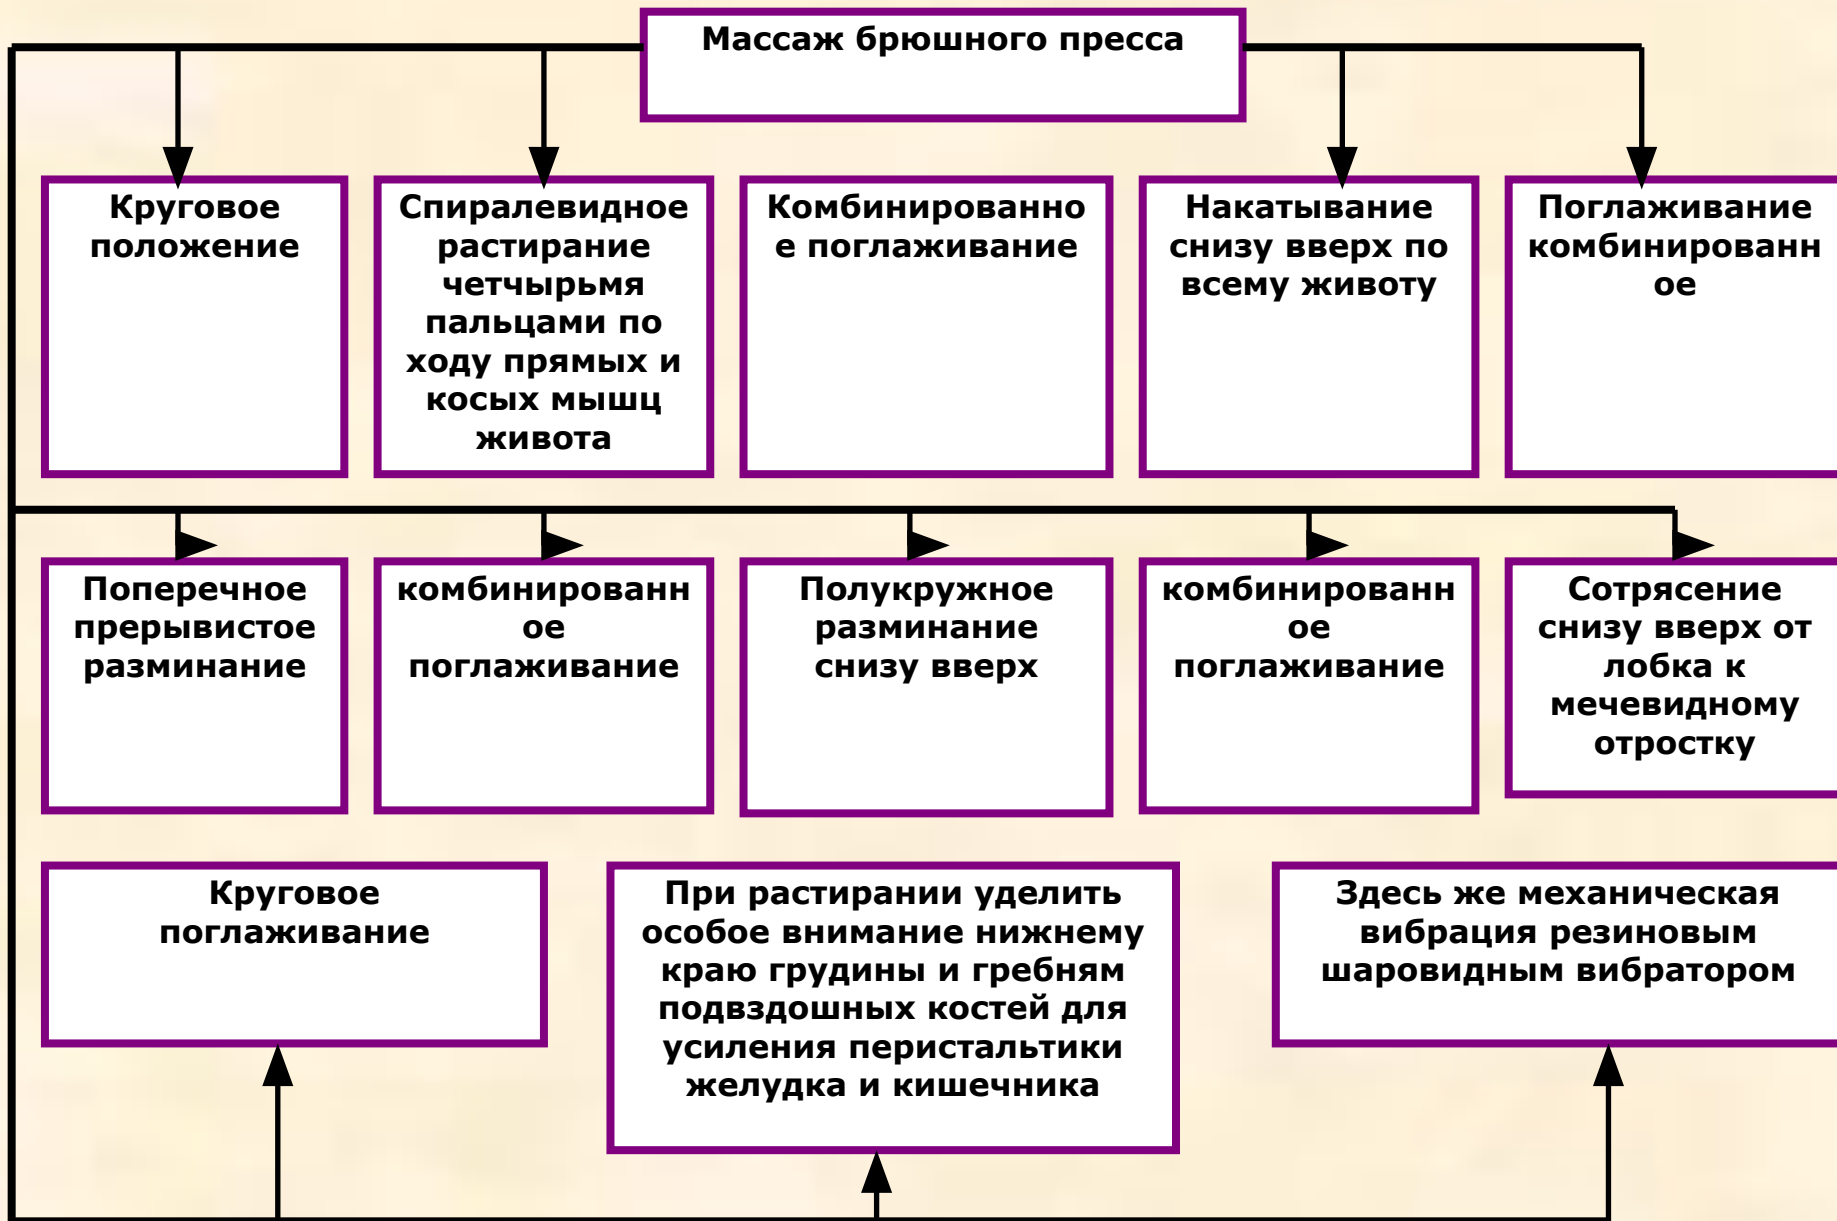 Массаж брюшного пресса
Круговое
положение
Спиралевидное
растирание
четчырьмя
пальцами по
ходу прямых и
косых мышц
живота
Комбинированно
е поглаживание
Накатывание
снизу вверх по
всему животу
Поглаживание
комбинированн
ое
Поперечное
прерывистое
разминание
комбинированн
ое
поглаживание
Полукружное
разминание
снизу вверх
комбинированн
ое
поглаживание
Сотрясение
снизу вверх от
лобка к
мечевидному
отростку
Круговое
поглаживание
При растирании уделить
особое внимание нижнему
краю грудины и гребням
подвздошных костей для
усиления перистальтики
желудка и кишечника
Здесь же механическая
вибрация резиновым
шаровидным вибратором